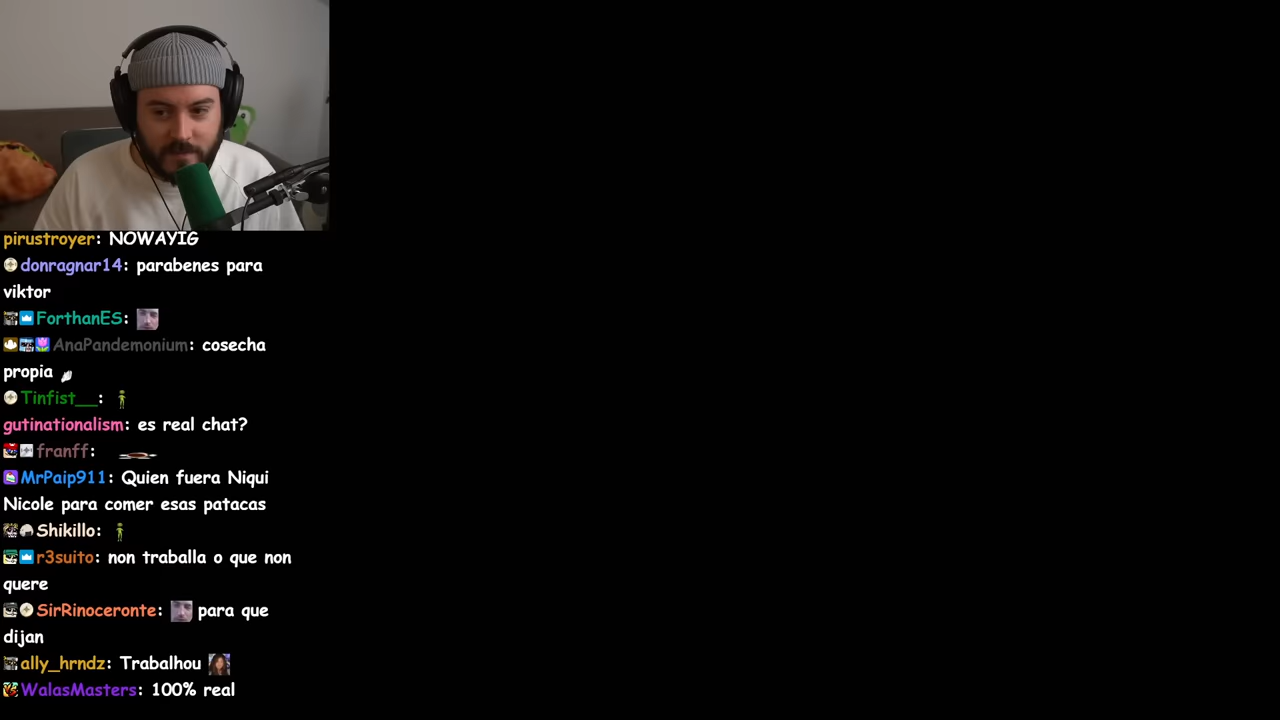 pirustroyer: NOWAYIG
donragnar14: parabenes para
viktor
ForthanES:
AnaPandemonium: cosecha
propia
Tinfist__:
gutinationalism: es real chat?
franff:
MrPaip911: Quien fuera Niqui
Nicole para comer esas patacas
Shikillo:
r3suito: non traballa o que non
quere
SirRinoceronte: para que
dijan
ally_hrndz: Trabalhou
WalasMasters: 100% real